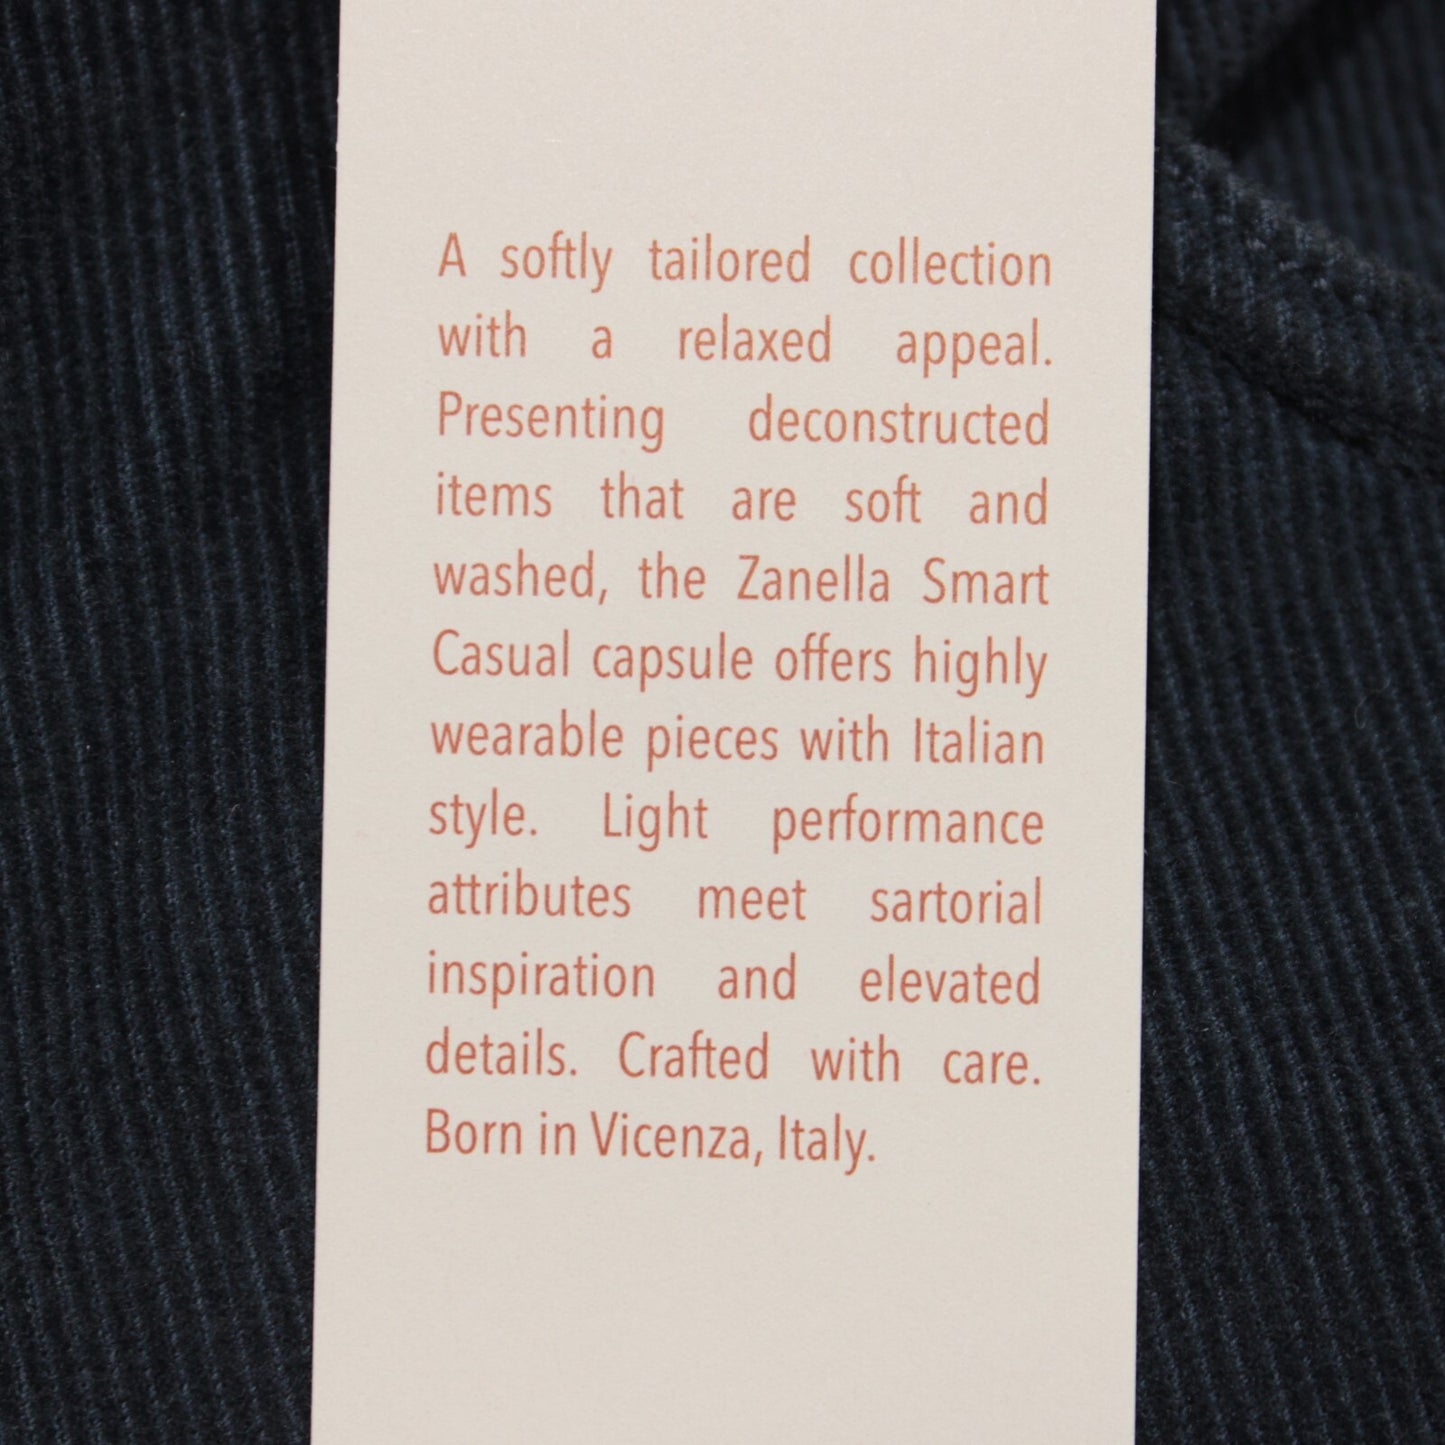 A softly tailored collection
with a relaxed appeal.
Presenting deconstructed
items that are soft and
washed, the Zanella Smart
Casual capsule offers highly
wearable pieces with Italian
style. Light performance
attributes meet sartorial
inspiration and elevated
details. Crafted with care.
Born in Vicenza, Italy.